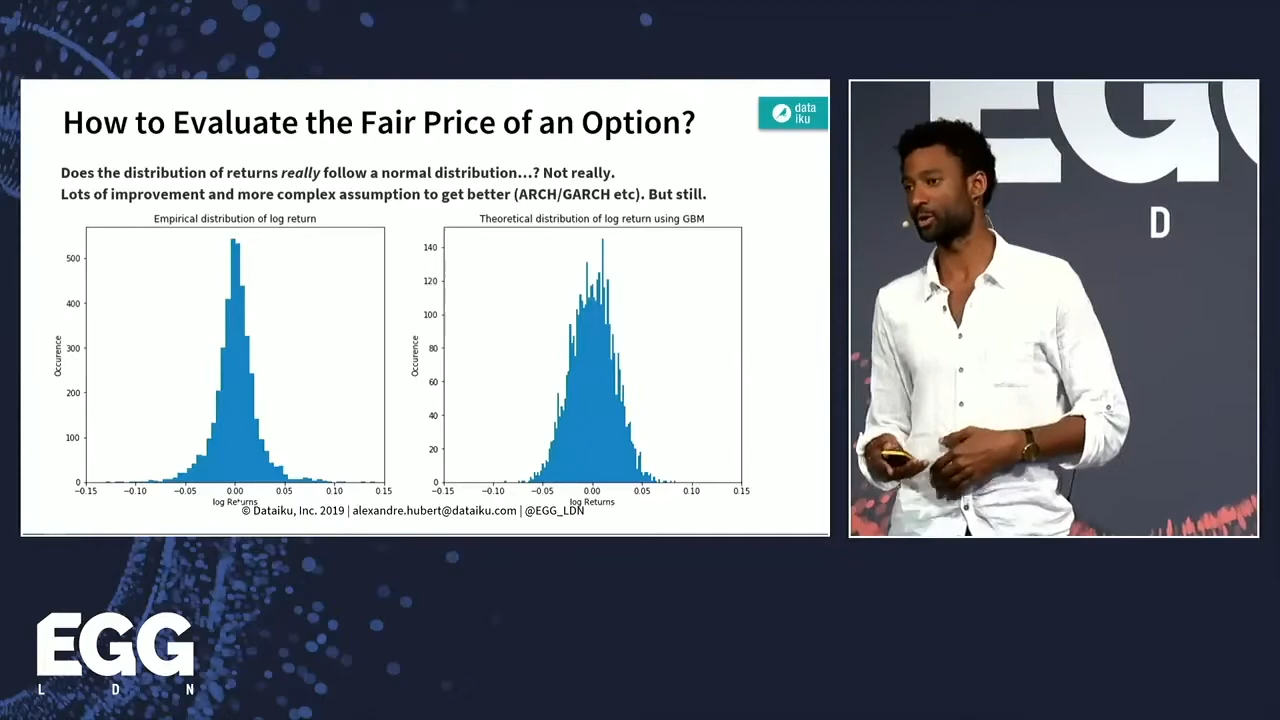 How to Evaluate the Fair Price of an Option?
data
iku
Does the distribution of returns really follow a normal distribution...? Not really.
Lots of improvement and more complex assumption to get better (ARCH/GARCH etc). But still.
Empirical distribution of log return
Occurence
500
400
300
200
100
0
−0.15 −0.10 −0.05 0.00 0.05 0.10 0.15
log Returns
Theoretical distribution of log return using GBM
Occurence
140
120
100
80
60
40
20
0
−0.15 −0.10 −0.05 0.00 0.05 0.10 0.15
log Returns
© Dataiku, Inc. 2019 | alexandre.hubert@dataiku.com | @EGG_LDN
EGG
D
EGG
L D N